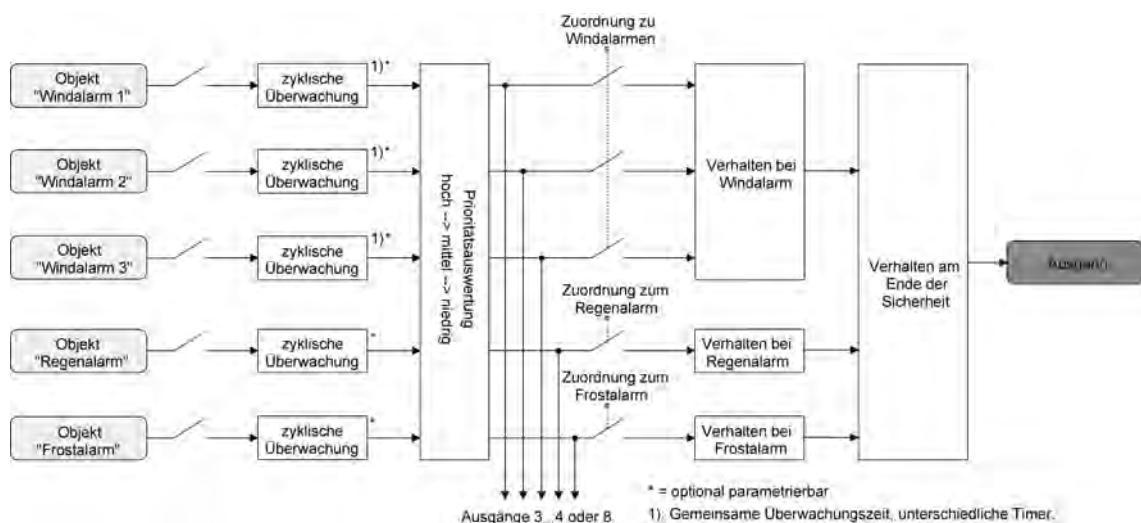 Zuordnung zu
Windalarmen
Objekt
"Windalarm 1"
zyklische
Überwachung
1)*
Objekt
"Windalarm 2"
zyklische
Überwachung
1)*
Verhalten bei
Windalarm
Prioritätsauswertung
hoch --> mittel --> niedrig
Objekt
"Windalarm 3"
zyklische
Überwachung
1)*
Verhalten am
Ende der
Sicherheit
Ausgang
Zuordnung zum
Regenalarm
Objekt
"Regenalarm"
zyklische
Überwachung
*
Verhalten bei
Regenalarm
Zuordnung zum
Frostalarm
Objekt
"Frostalarm"
zyklische
Überwachung
*
Verhalten bei
Frostalarm
* = optional parametrierbar
Ausgänge 3...4 oder 8
1). Gemeinsame Überwachungszeit, unterschiedliche Timer.